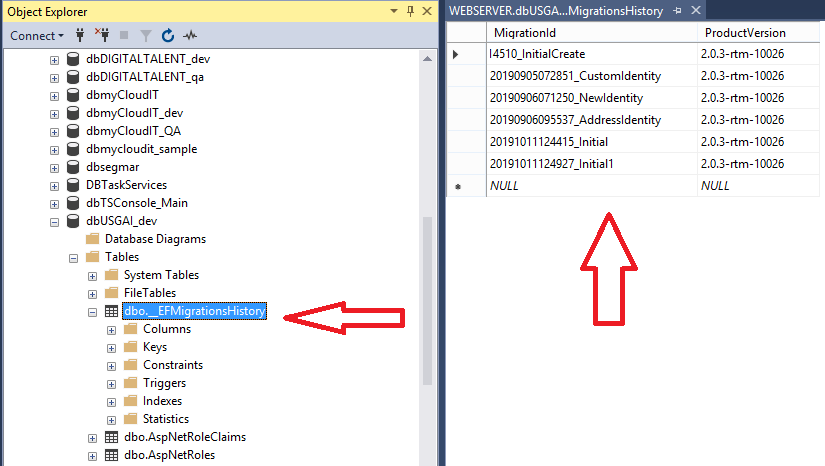 Object Explorer
Connect
dbDIGITALTALENT_dev
dbDIGITALTALENT_qa
dbmyCloudIT
dbmyCloudIT_dev
dbmyCloudIT_QA
dbmycloudit_sample
dbsegmar
DBTaskServices
dbTSConsole_Main
dbUSGAI_dev
Database Diagrams
Tables
System Tables
FileTables
dbo.__EFMigrationsHistory
Columns
Keys
Constraints
Triggers
Indexes
Statistics
dbo.AspNetRoleClaims
dbo.AspNetRoles
WEBSERVER.dbUSGA...MigrationsHistory
MigrationId ProductVersion
I4510_InitialCreate 2.0.3-rtm-10026
20190905072851_CustomIdentity 2.0.3-rtm-10026
20190906071250_NewIdentity 2.0.3-rtm-10026
20190906095537_AddressIdentity 2.0.3-rtm-10026
20191011124415_Initial 2.0.3-rtm-10026
20191011124927_Initial1 2.0.3-rtm-10026
NULL NULL